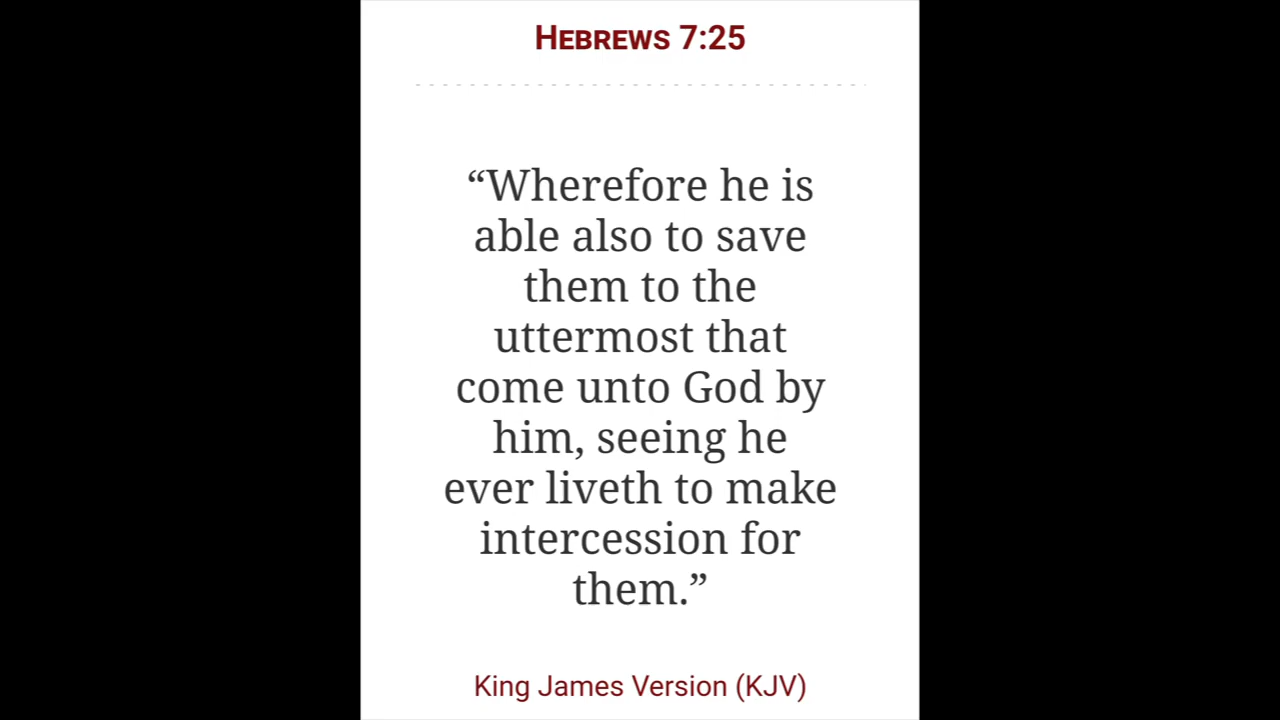 Hebrews 7:25
“Wherefore he is
able also to save
them to the
uttermost that
come unto God by
him, seeing he
ever liveth to make
intercession for
them.”
King James Version (KJV)